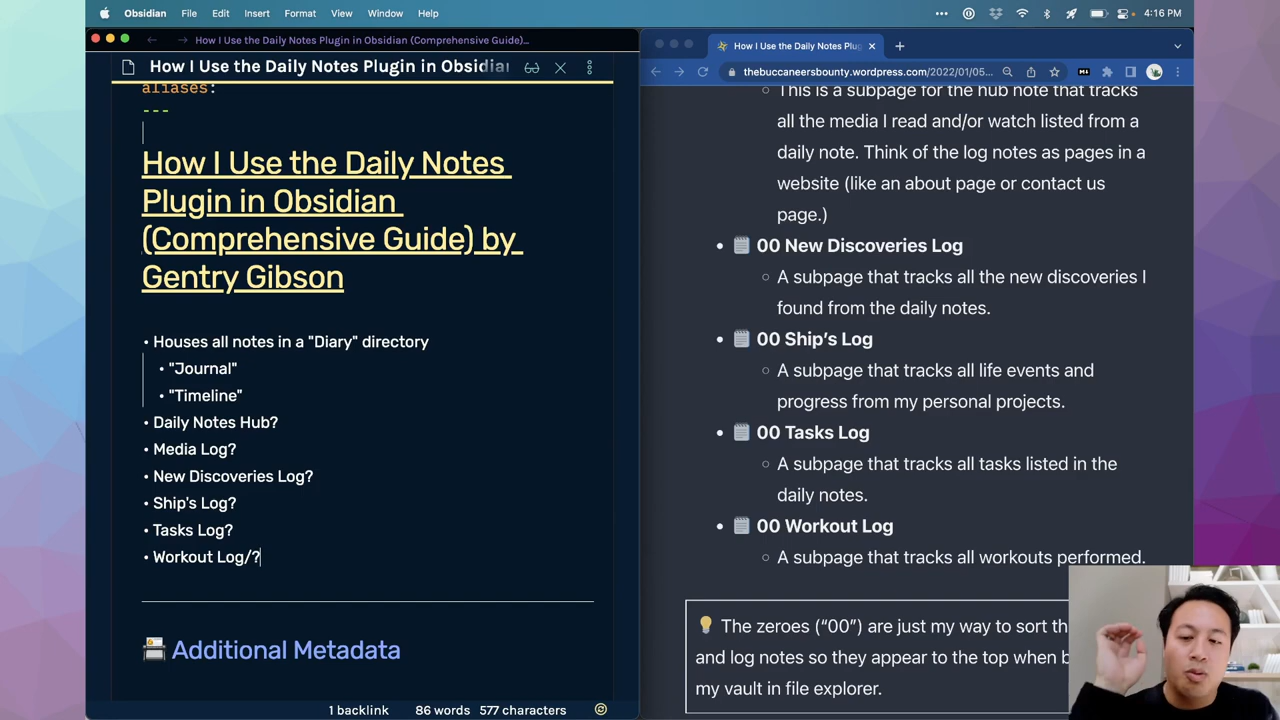 Obsidian File Edit Insert Format View Window Help
4:16 PM
How I Use the Daily Notes Plugin in Obsidian (Comprehensive Guide)...
How I Use the Daily Notes Plugin in Obsidian
aliases:
---
How I Use the Daily Notes
Plugin in Obsidian
(Comprehensive Guide) by
Gentry Gibson
• Houses all notes in a "Diary" directory
• "Journal"
• "Timeline"
• Daily Notes Hub?
• Media Log?
• New Discoveries Log?
• Ship's Log?
• Tasks Log?
• Workout Log/?
Additional Metadata
1 backlink 86 words 577 characters
How I Use the Daily Notes Plug
thebuccaneersbounty.wordpress.com/2022/01/05...
This is a subpage for the hub note that tracks
all the media I read and/or watch listed from a
daily note. Think of the log notes as pages in a
website (like an about page or contact us
page.)
• 00 New Discoveries Log
A subpage that tracks all the new discoveries I
found from the daily notes.
• 00 Ship’s Log
A subpage that tracks all life events and
progress from my personal projects.
• 00 Tasks Log
A subpage that tracks all tasks listed in the
daily notes.
• 00 Workout Log
A subpage that tracks all workouts performed.
The zeroes (“00”) are just my way to sort th
and log notes so they appear to the top when b
my vault in file explorer.